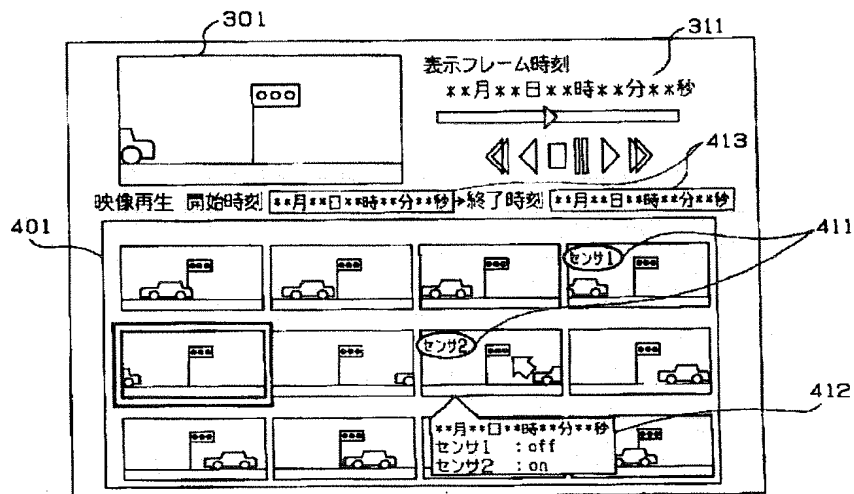 301
311
表示フレーム時刻
**月**日**時**分**秒
413
映像再生 開始時刻 **月**日**時**分**秒→終了時刻 **月**日**時**分**秒
401
411
センサ1
センサ2
412
**月**日**時**分**秒
センサ1 :off
センサ2 :on